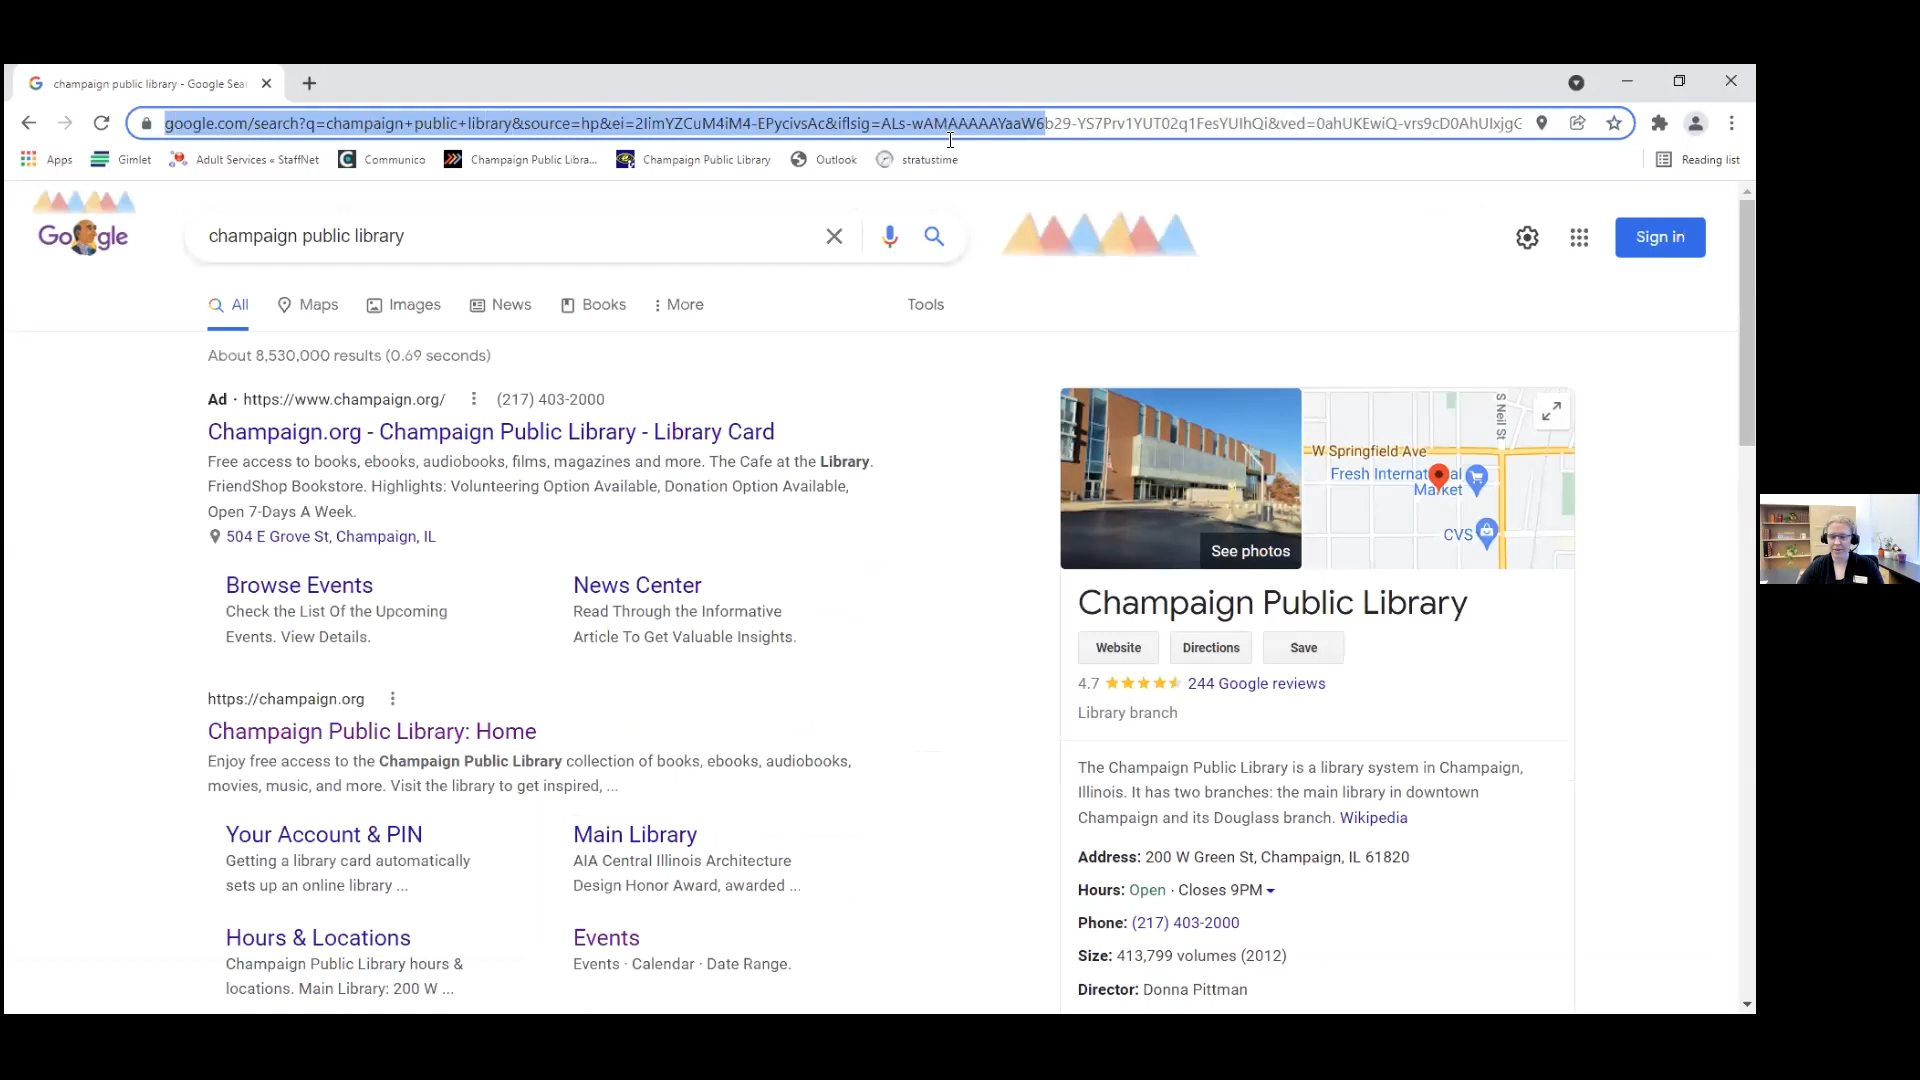 champaign public library - Google Sea
google.com/search?q=champaign+public+library&source=hp&ei=2IimYZCuM4iM4-EPycivsAc&iflsig=ALs-wAMAAAAAYaaW6b29-YS7Prv1YUT02q1FesYUIhQi&ved=0ahUKEwiQ-vrs9cD0AhUIxjgG
Apps Gimlet Adult Services « StaffNet Communico Champaign Public Libra... Champaign Public Library Outlook stratustime Reading list
Google champaign public library Sign in
All Maps Images News Books More Tools
About 8,530,000 results (0.69 seconds)
Ad · https://www.champaign.org/ (217) 403-2000
Champaign.org - Champaign Public Library - Library Card
Free access to books, ebooks, audiobooks, films, magazines and more. The Cafe at the Library.
FriendShop Bookstore. Highlights: Volunteering Option Available, Donation Option Available,
Open 7-Days A Week.
504 E Grove St, Champaign, IL
Browse Events
Check the List Of the Upcoming
Events. View Details.
News Center
Read Through the Informative
Article To Get Valuable Insights.
https://champaign.org
Champaign Public Library: Home
Enjoy free access to the Champaign Public Library collection of books, ebooks, audiobooks,
movies, music, and more. Visit the library to get inspired, ...
Your Account & PIN
Getting a library card automatically
sets up an online library ...
Main Library
AIA Central Illinois Architecture
Design Honor Award, awarded ...
Hours & Locations
Champaign Public Library hours &
locations. Main Library: 200 W ...
Events
Events · Calendar · Date Range.
See photos
S Neil St
W Springfield Ave
Fresh International
Market
CVS
Champaign Public Library
Website Directions Save
4.7 244 Google reviews
Library branch
The Champaign Public Library is a library system in Champaign,
Illinois. It has two branches: the main library in downtown
Champaign and its Douglass branch. Wikipedia
Address: 200 W Green St, Champaign, IL 61820
Hours: Open · Closes 9PM
Phone: (217) 403-2000
Size: 413,799 volumes (2012)
Director: Donna Pittman